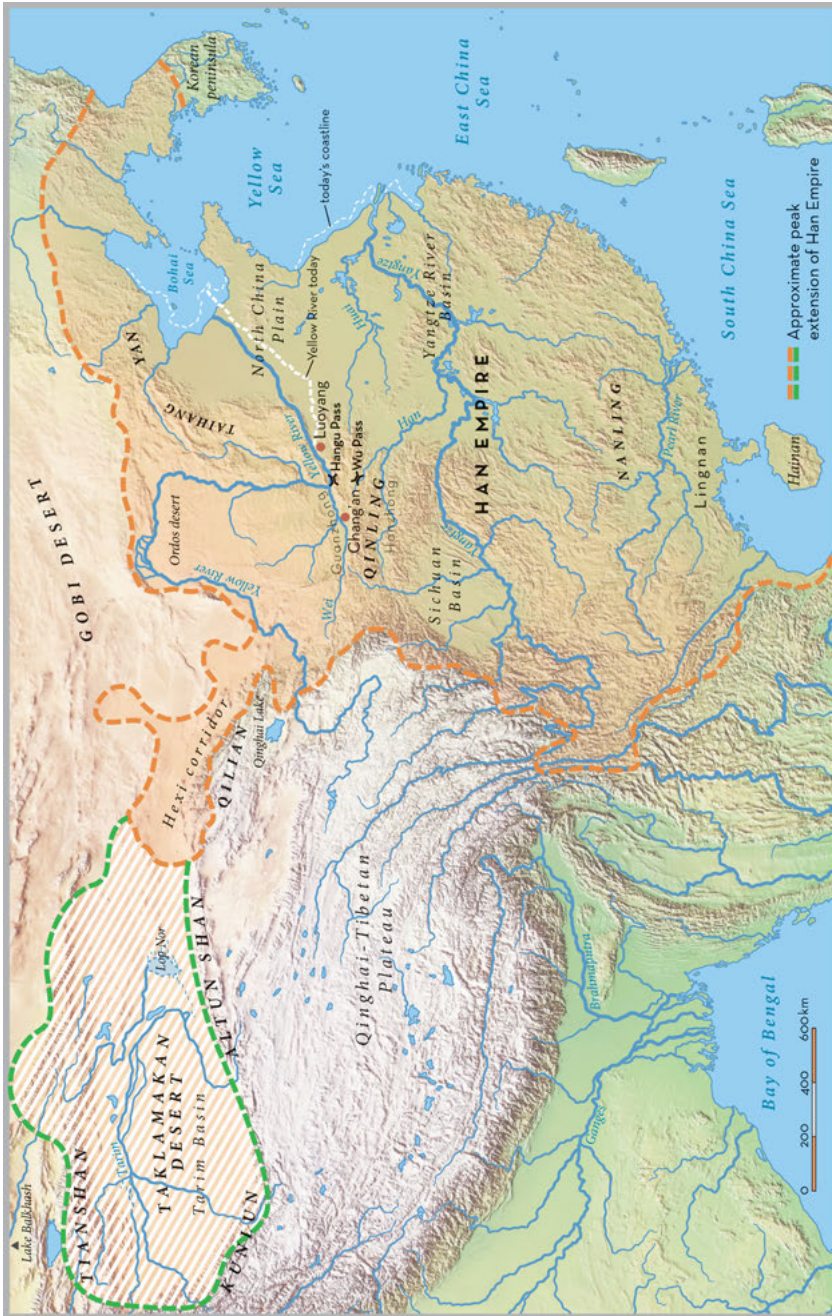 Lake Balkhash
TIANSHAN
Tarim
TAKLAMAKAN
DESERT
Tarim Basin
KUNLUN
Lop Nor
ALTUN SHAN
GOBI DESERT
Hexi corridor
QILIAN
Qinghai Lake
Qinghai-Tibetan
Plateau
Brahmaputra
Ganges
Bay of Bengal
0
200
400
600 km
Yellow River
Ordos desert
TAIHANG
YAN
Bohai
Sea
Korean
peninsula
Yellow
Sea
North China
Plain
Yellow River today
today's coastline
Yellow River
Luoyang
Hangu Pass
Guanzhong
Chang'an
Wu Pass
QINLING
Hanzhong
Wei
Huai
Han
Yangtze
Yangtze River
Basin
East China
Sea
Sichuan
Basin
Yangtze
HAN EMPIRE
NANLING
Pearl River
Lingnan
Hainan
South China Sea
Approximate peak
extension of Han Empire